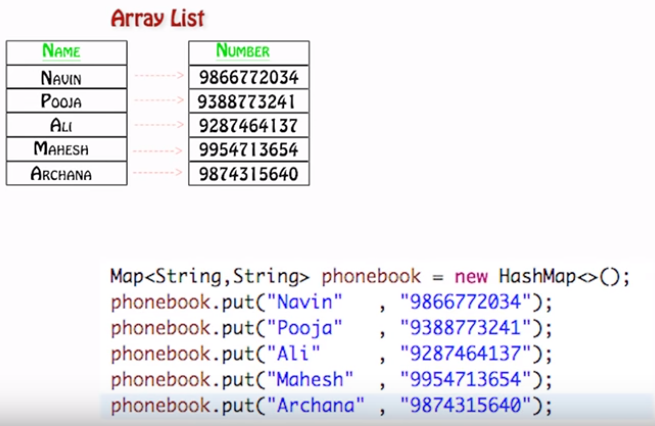 Array List
Name Number
Navin 9866772034
Pooja 9388773241
Ali 9287464137
Mahesh 9954713654
Archana 9874315640
Map<String,String> phonebook = new HashMap<>();
phonebook.put("Navin"   , "9866772034");
phonebook.put("Pooja"   , "9388773241");
phonebook.put("Ali"     , "9287464137");
phonebook.put("Mahesh"  , "9954713654");
phonebook.put("Archana" , "9874315640");